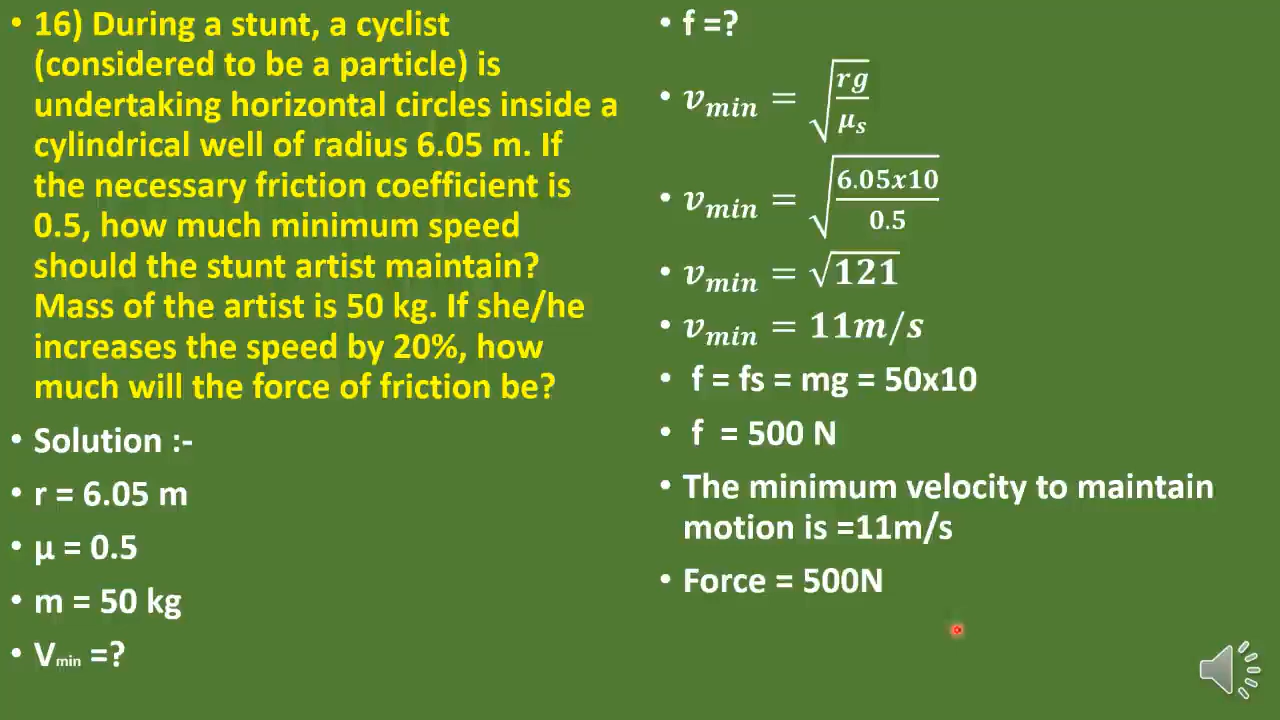 • 16) During a stunt, a cyclist
(considered to be a particle) is
undertaking horizontal circles inside a
cylindrical well of radius 6.05 m. If
the necessary friction coefficient is
0.5, how much minimum speed
should the stunt artist maintain?
Mass of the artist is 50 kg. If she/he
increases the speed by 20%, how
much will the force of friction be?
• Solution :-
• r = 6.05 m
• μ = 0.5
• m = 50 kg
• Vmin =?
• f =?
• 𝒗𝒎𝒊𝒏 = √(rg/μₛ)
• 𝒗𝒎𝒊𝒏 = √(6.05x10/0.5)
• 𝒗𝒎𝒊𝒏 = √121
• 𝒗𝒎𝒊𝒏 = 11m/s
• f = fs = mg = 50x10
• f = 500 N
• The minimum velocity to maintain
motion is =11m/s
• Force = 500N